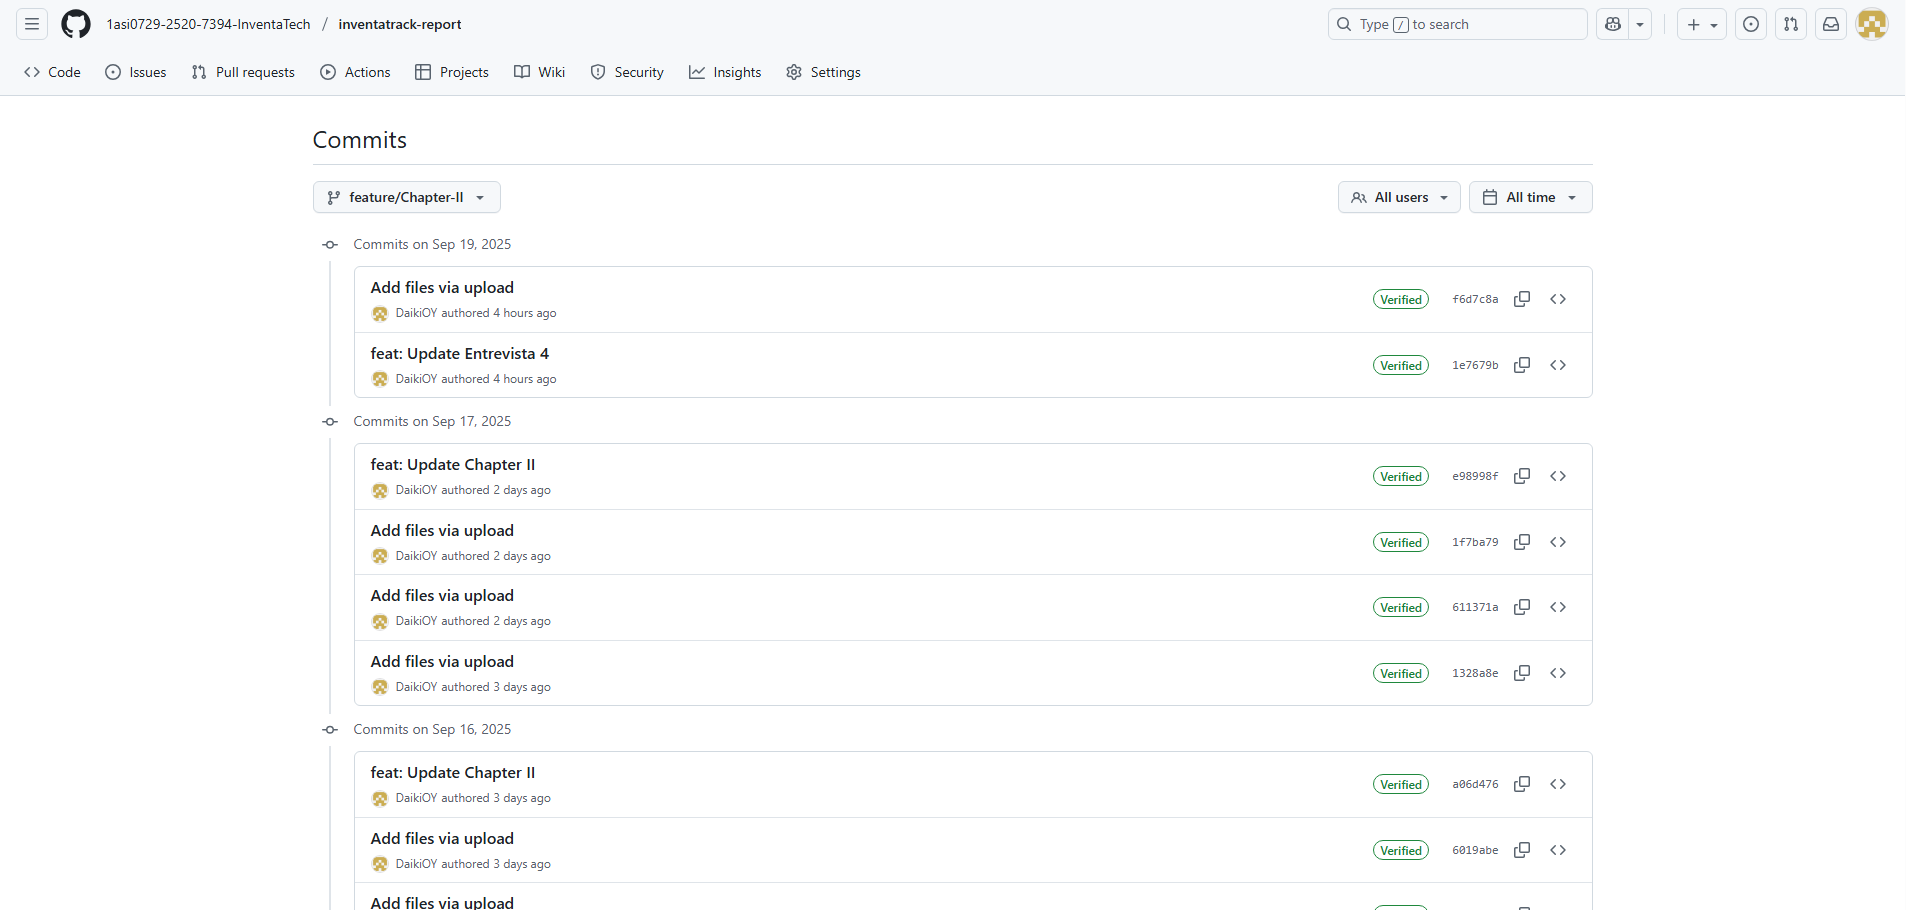 1asi0729-2520-7394-InventaTech / inventatrack-report
Type / to search
Code Issues Pull requests Actions Projects Wiki Security Insights Settings
Commits
feature/Chapter-II
All users All time
Commits on Sep 19, 2025
Add files via upload
DaikiOY authored 4 hours ago
Verified f6d7c8a
feat: Update Entrevista 4
DaikiOY authored 4 hours ago
Verified 1e7679b
Commits on Sep 17, 2025
feat: Update Chapter II
DaikiOY authored 2 days ago
Verified e98998f
Add files via upload
DaikiOY authored 2 days ago
Verified 1f7ba79
Add files via upload
DaikiOY authored 2 days ago
Verified 611371a
Add files via upload
DaikiOY authored 3 days ago
Verified 1328a8e
Commits on Sep 16, 2025
feat: Update Chapter II
DaikiOY authored 3 days ago
Verified a06d476
Add files via upload
DaikiOY authored 3 days ago
Verified 6019abe
Add files via upload